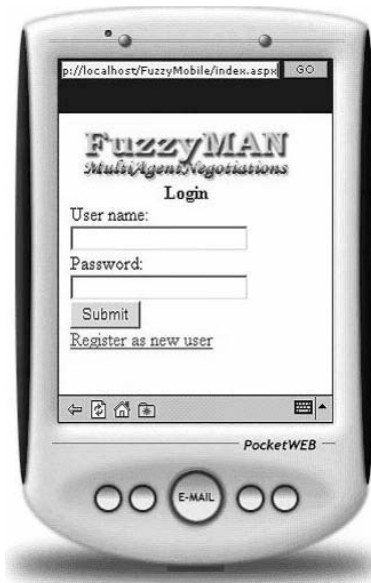 p://localhost/FuzzyMobile/index.aspx GO
FuzzyMAN
MultiAgentNegotiations
Login
User name:
Password:
Submit
Register as new user
PocketWEB
E-MAIL